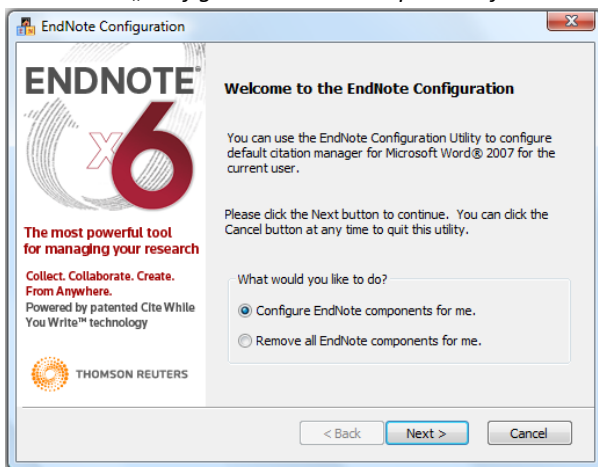 EndNote Configuration
ENDNOTE®
x6
The most powerful tool
for managing your research
Collect. Collaborate. Create.
From Anywhere.
Powered by patented Cite While
You Write™ technology
THOMSON REUTERS
Welcome to the EndNote Configuration
You can use the EndNote Configuration Utility to configure
default citation manager for Microsoft Word® 2007 for the
current user.
Please click the Next button to continue. You can click the
Cancel button at any time to quit this utility.
What would you like to do?
Configure EndNote components for me.
Remove all EndNote components for me.
< Back
Next >
Cancel